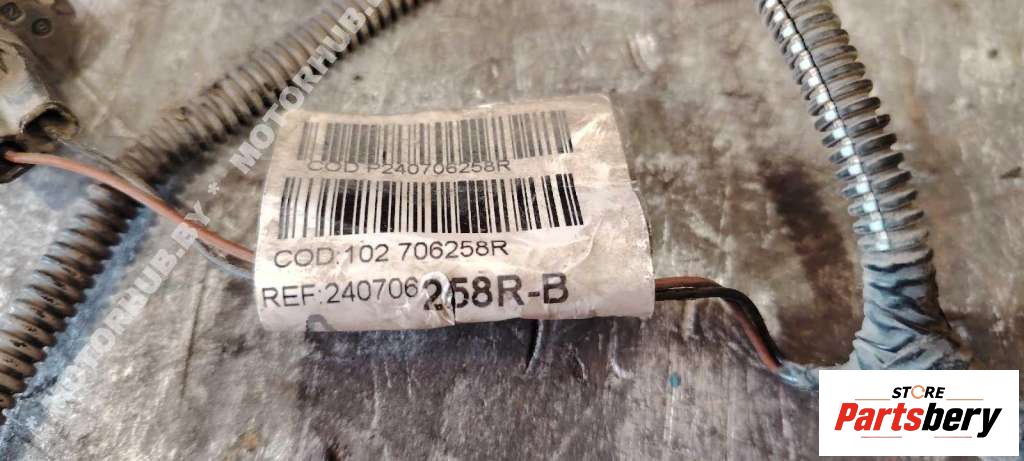 MOTORHUB.BY * MOTORHUB.BY
COD P240706258R
COD:102 706258R
REF:240706 258R-B
STORE
Partsbery